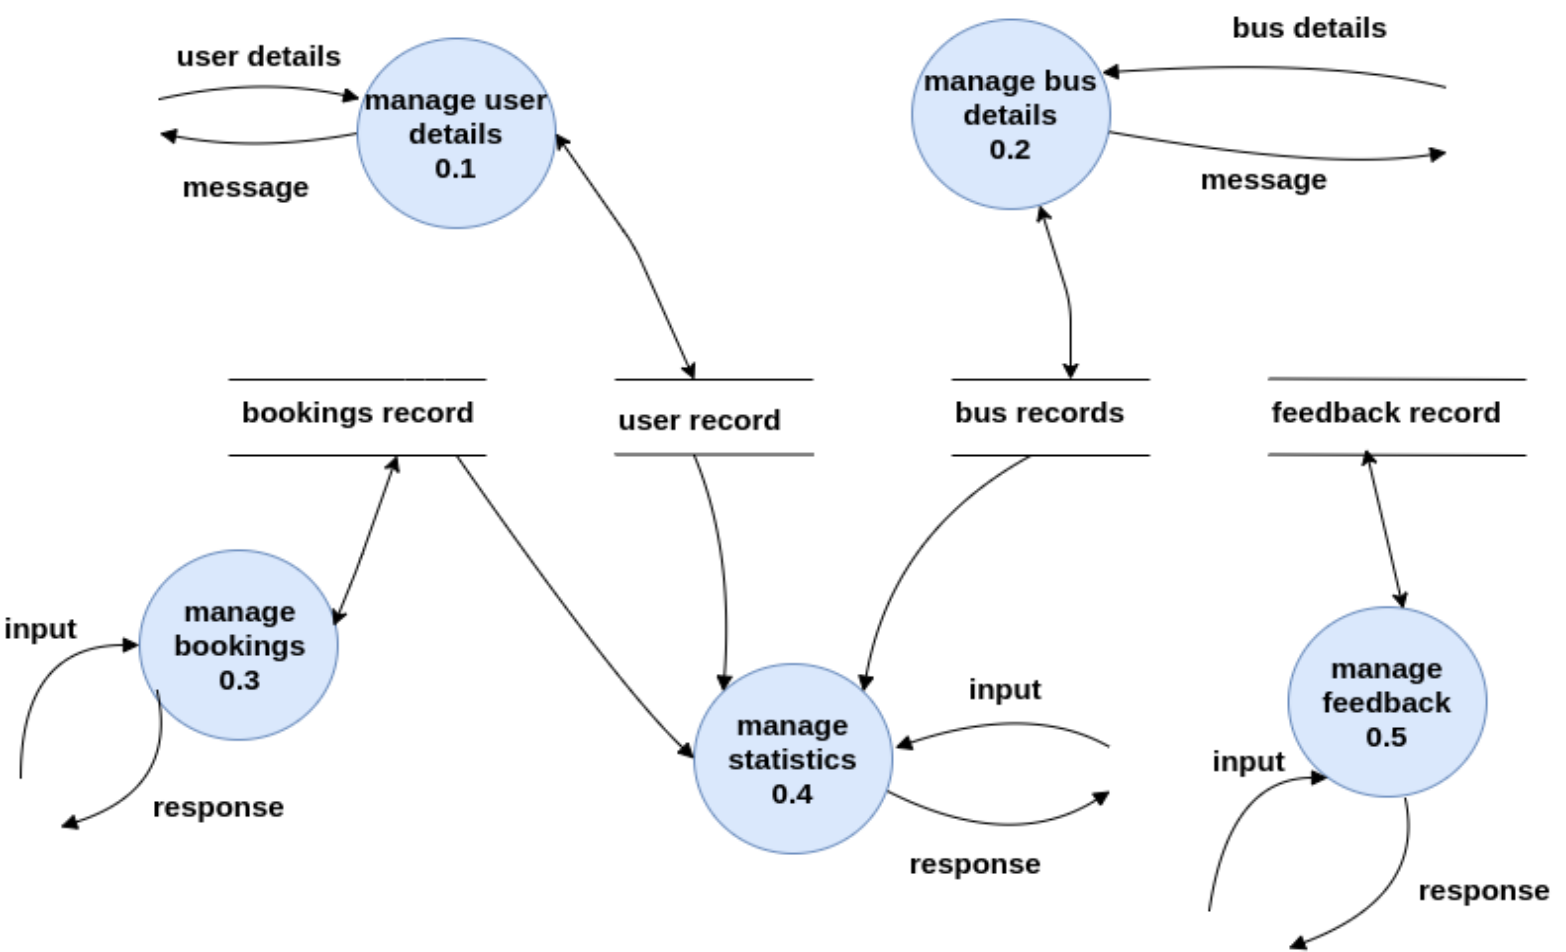 bus details
user details
manage bus
details
0.2
manage user
details
0.1
message
message
bookings record
user record
bus records
feedback record
manage
bookings
0.3
input
response
manage
statistics
0.4
input
response
manage
feedback
0.5
input
response